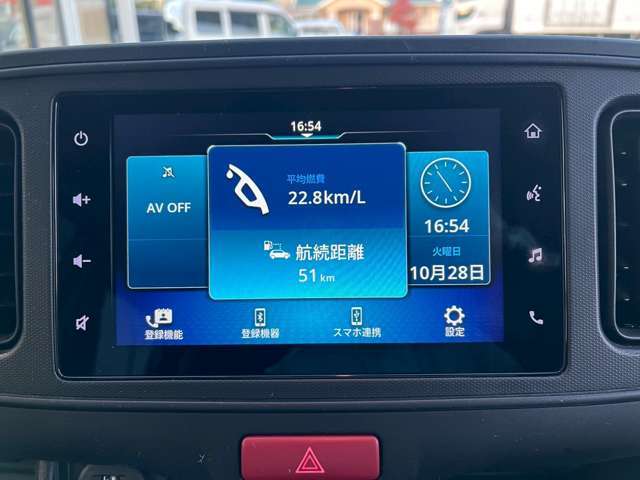 16:54
AV OFF
平均燃費
22.8km/L
航続距離
51 km
16:54
火曜日
10月28日
登録機能
登録機器
スマホ連携
設定